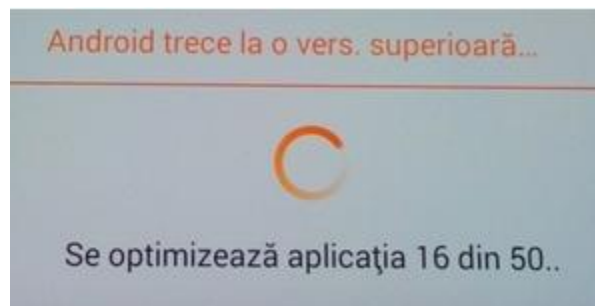 Android trece la o vers. superioară...
Se optimizează aplicaţia 16 din 50..